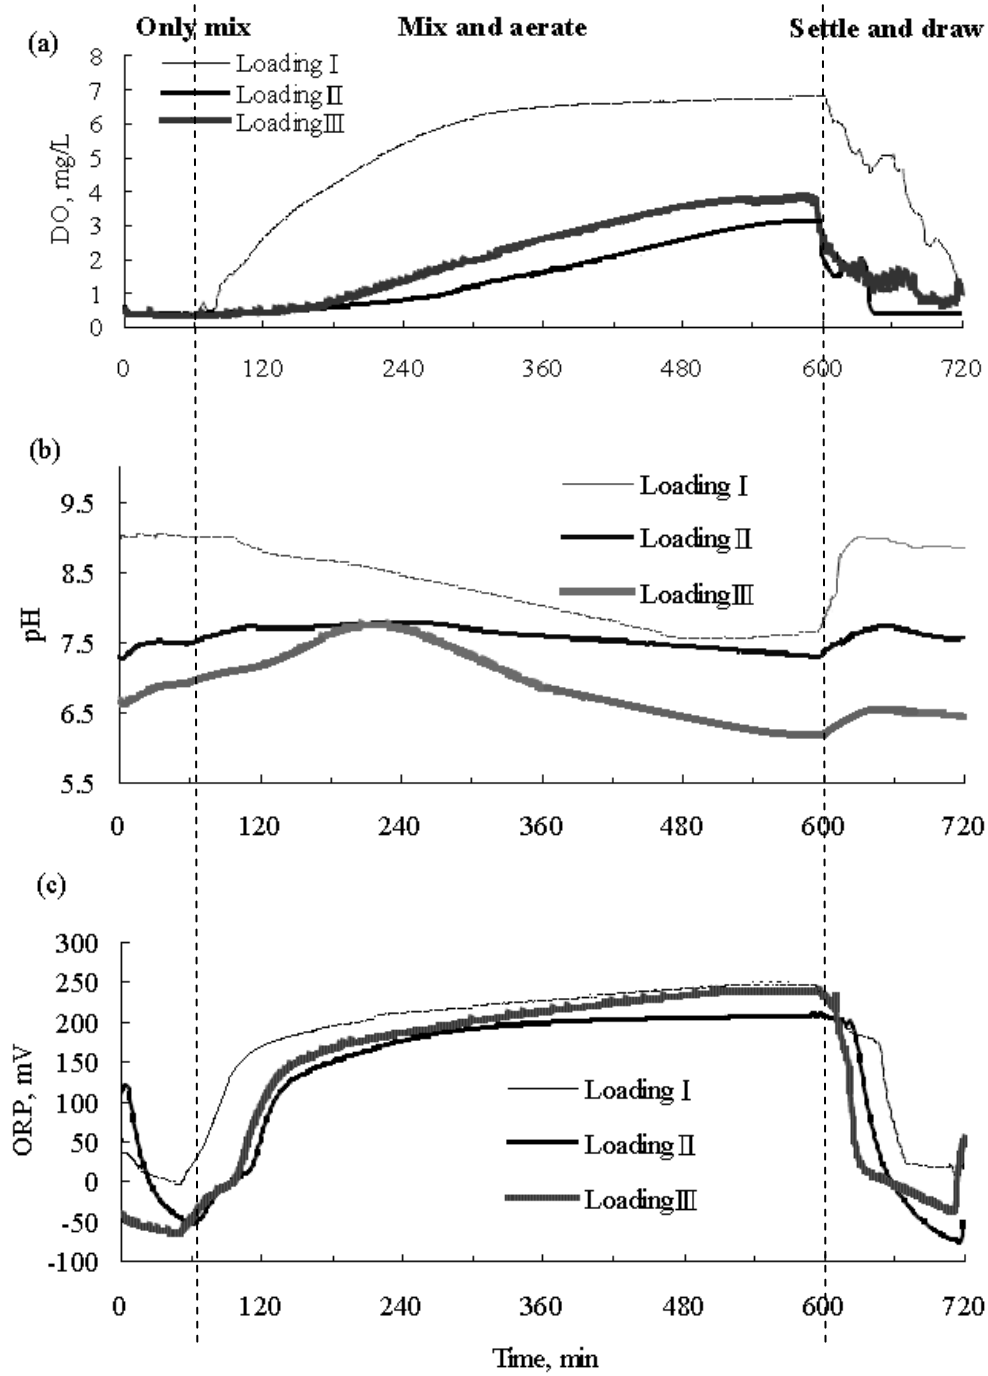 Only mix Mix and aerate Settle and draw
(a)
8
7
6
5
4
3
2
1
0
DO, mg/L
Loading Ⅰ
Loading Ⅱ
Loading Ⅲ
0 120 240 360 480 600 720
(b)
9.5
8.5
7.5
6.5
5.5
pH
Loading Ⅰ
Loading Ⅱ
Loading Ⅲ
0 120 240 360 480 600 720
(c)
300
250
200
150
100
50
0
-50
-100
ORP, mV
Loading Ⅰ
Loading Ⅱ
Loading Ⅲ
0 120 240 360 480 600 720
Time, min